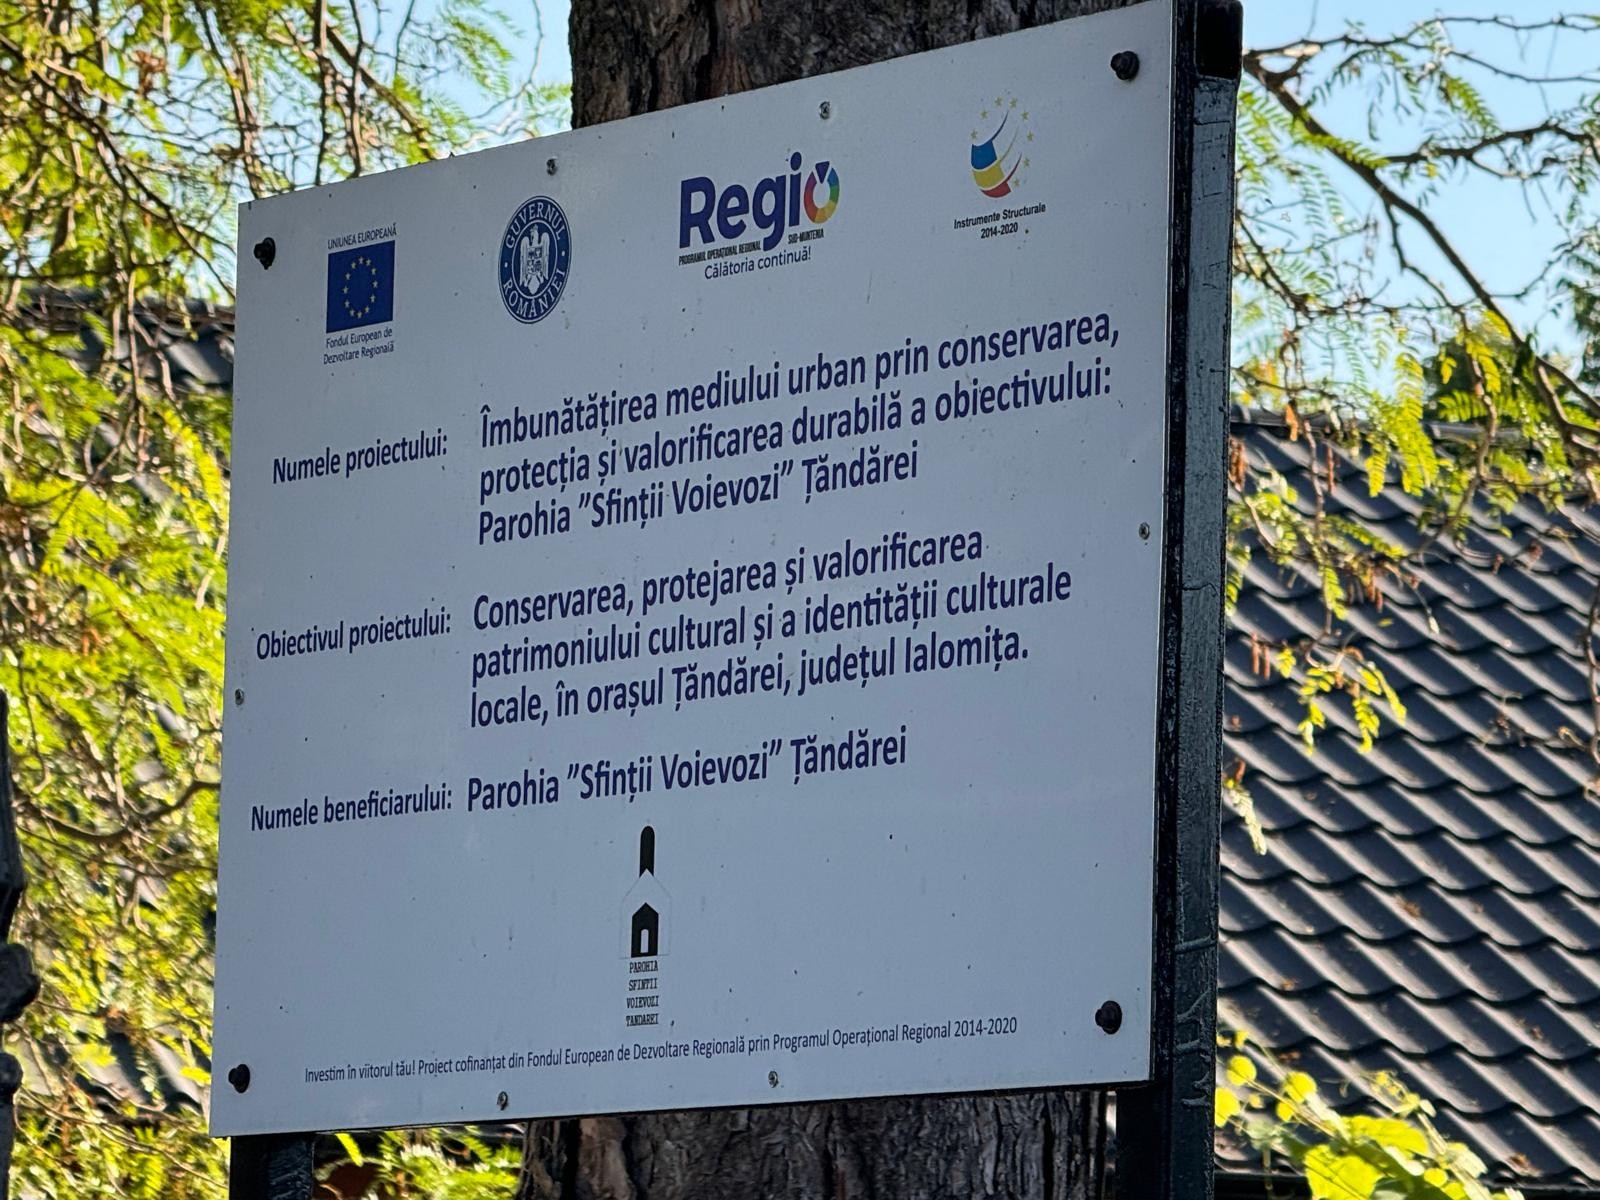 UNIUNEA EUROPEANĂ
Fondul European de
Dezvoltare Regională
GUVERNUL ROMÂNIEI
Regio
PROGRAMUL OPERAȚIONAL REGIONAL SUD-MUNTENIA
Călătoria continuă!
Instrumente Structurale
2014-2020
Numele proiectului:
Îmbunătățirea mediului urban prin conservarea,
protecția și valorificarea durabilă a obiectivului:
Parohia ”Sfinții Voievozi” Țăndărei
Obiectivul proiectului:
Conservarea, protejarea și valorificarea
patrimoniului cultural și a identității culturale
locale, în orașul Țăndărei, județul Ialomița.
Numele beneficiarului: Parohia ”Sfinții Voievozi” Țăndărei
PAROHIA
SFINTII
VOIEVOZI
TANDAREI
Investim în viitorul tău! Proiect cofinanțat din Fondul European de Dezvoltare Regională prin Programul Operațional Regional 2014-2020